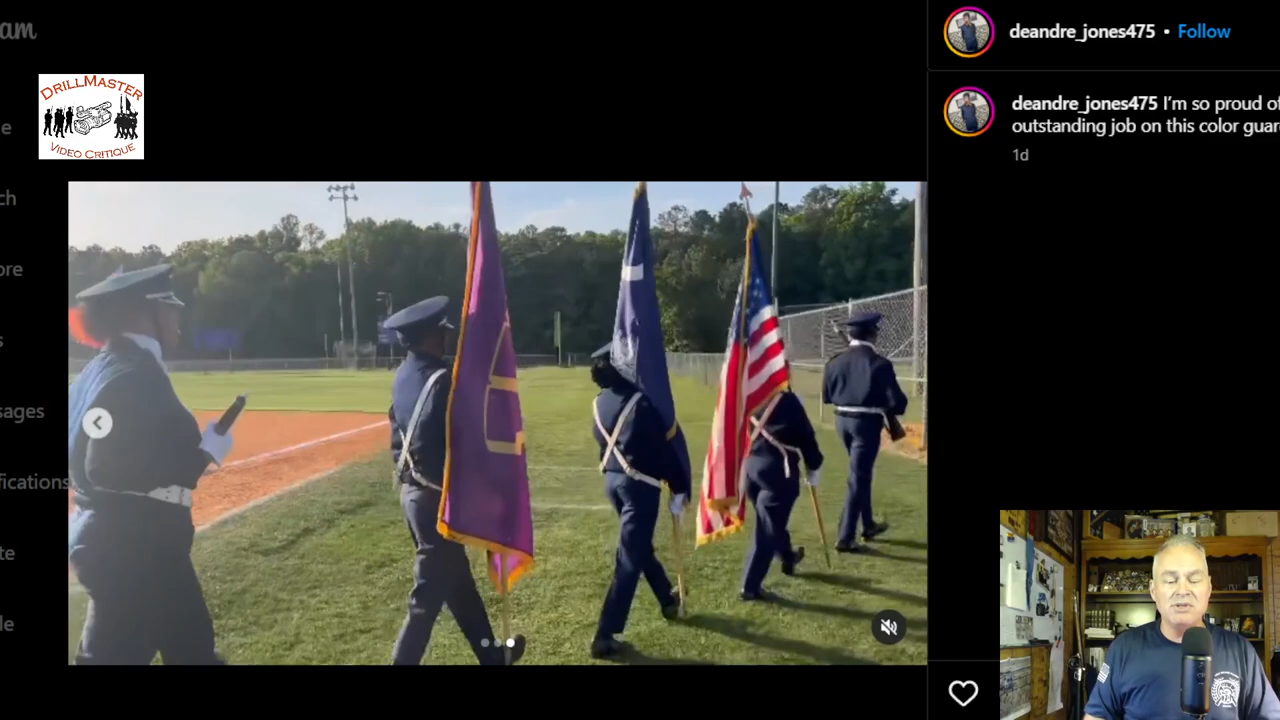 am
DRILLMASTER
VIDEO CRITIQUE
e
ch
ore
s
sages
fications
te
le
deandre_jones475 • Follow
deandre_jones475 I'm so proud of
outstanding job on this color guar
1d